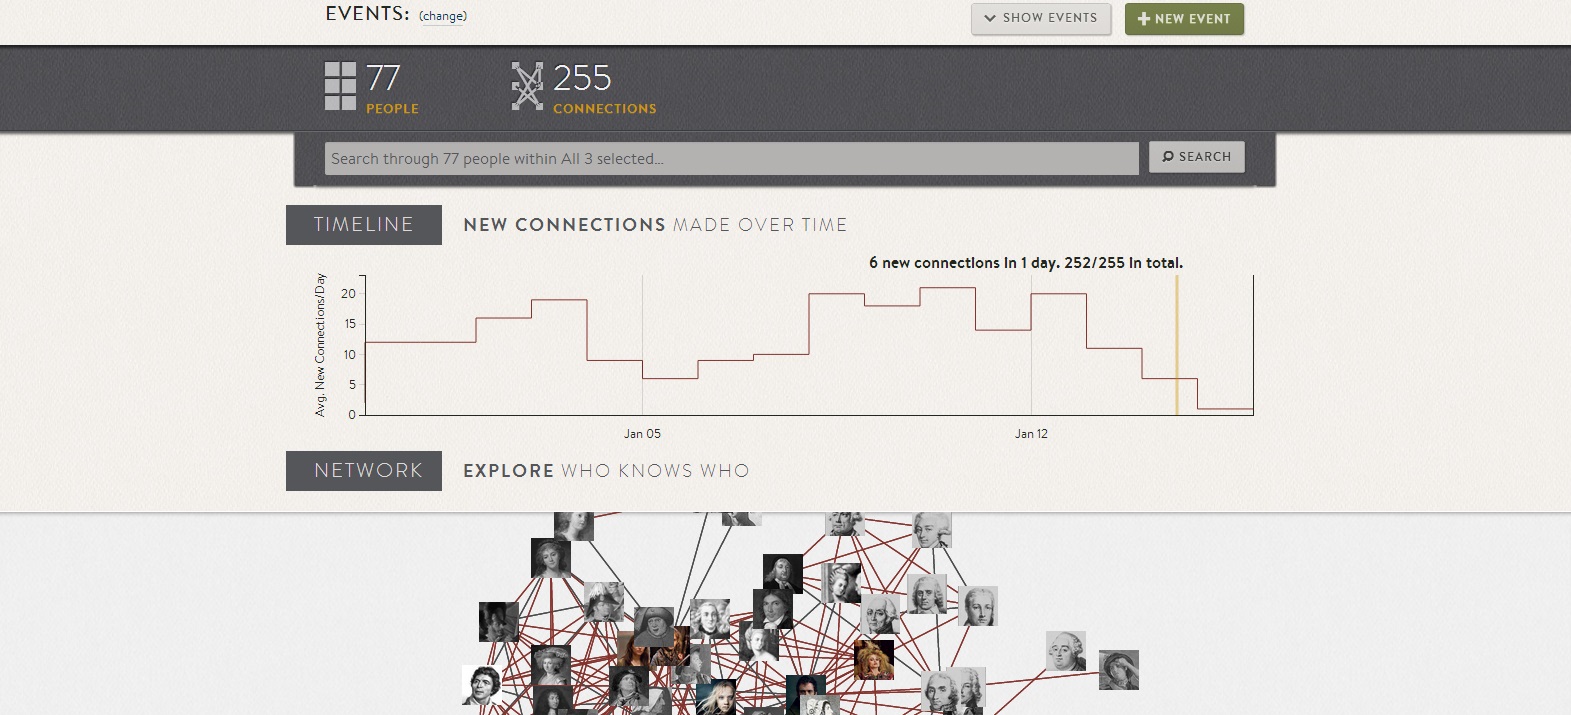 EVENTS: (change)
SHOW EVENTS
NEW EVENT
77
PEOPLE
255
CONNECTIONS
Search through 77 people within All 3 selected...
SEARCH
TIMELINE
NEW CONNECTIONS MADE OVER TIME
6 new connections in 1 day. 252/255 in total.
Avg. New Connections/Day
20
15
10
5
0
Jan 05
Jan 12
NETWORK
EXPLORE WHO KNOWS WHO